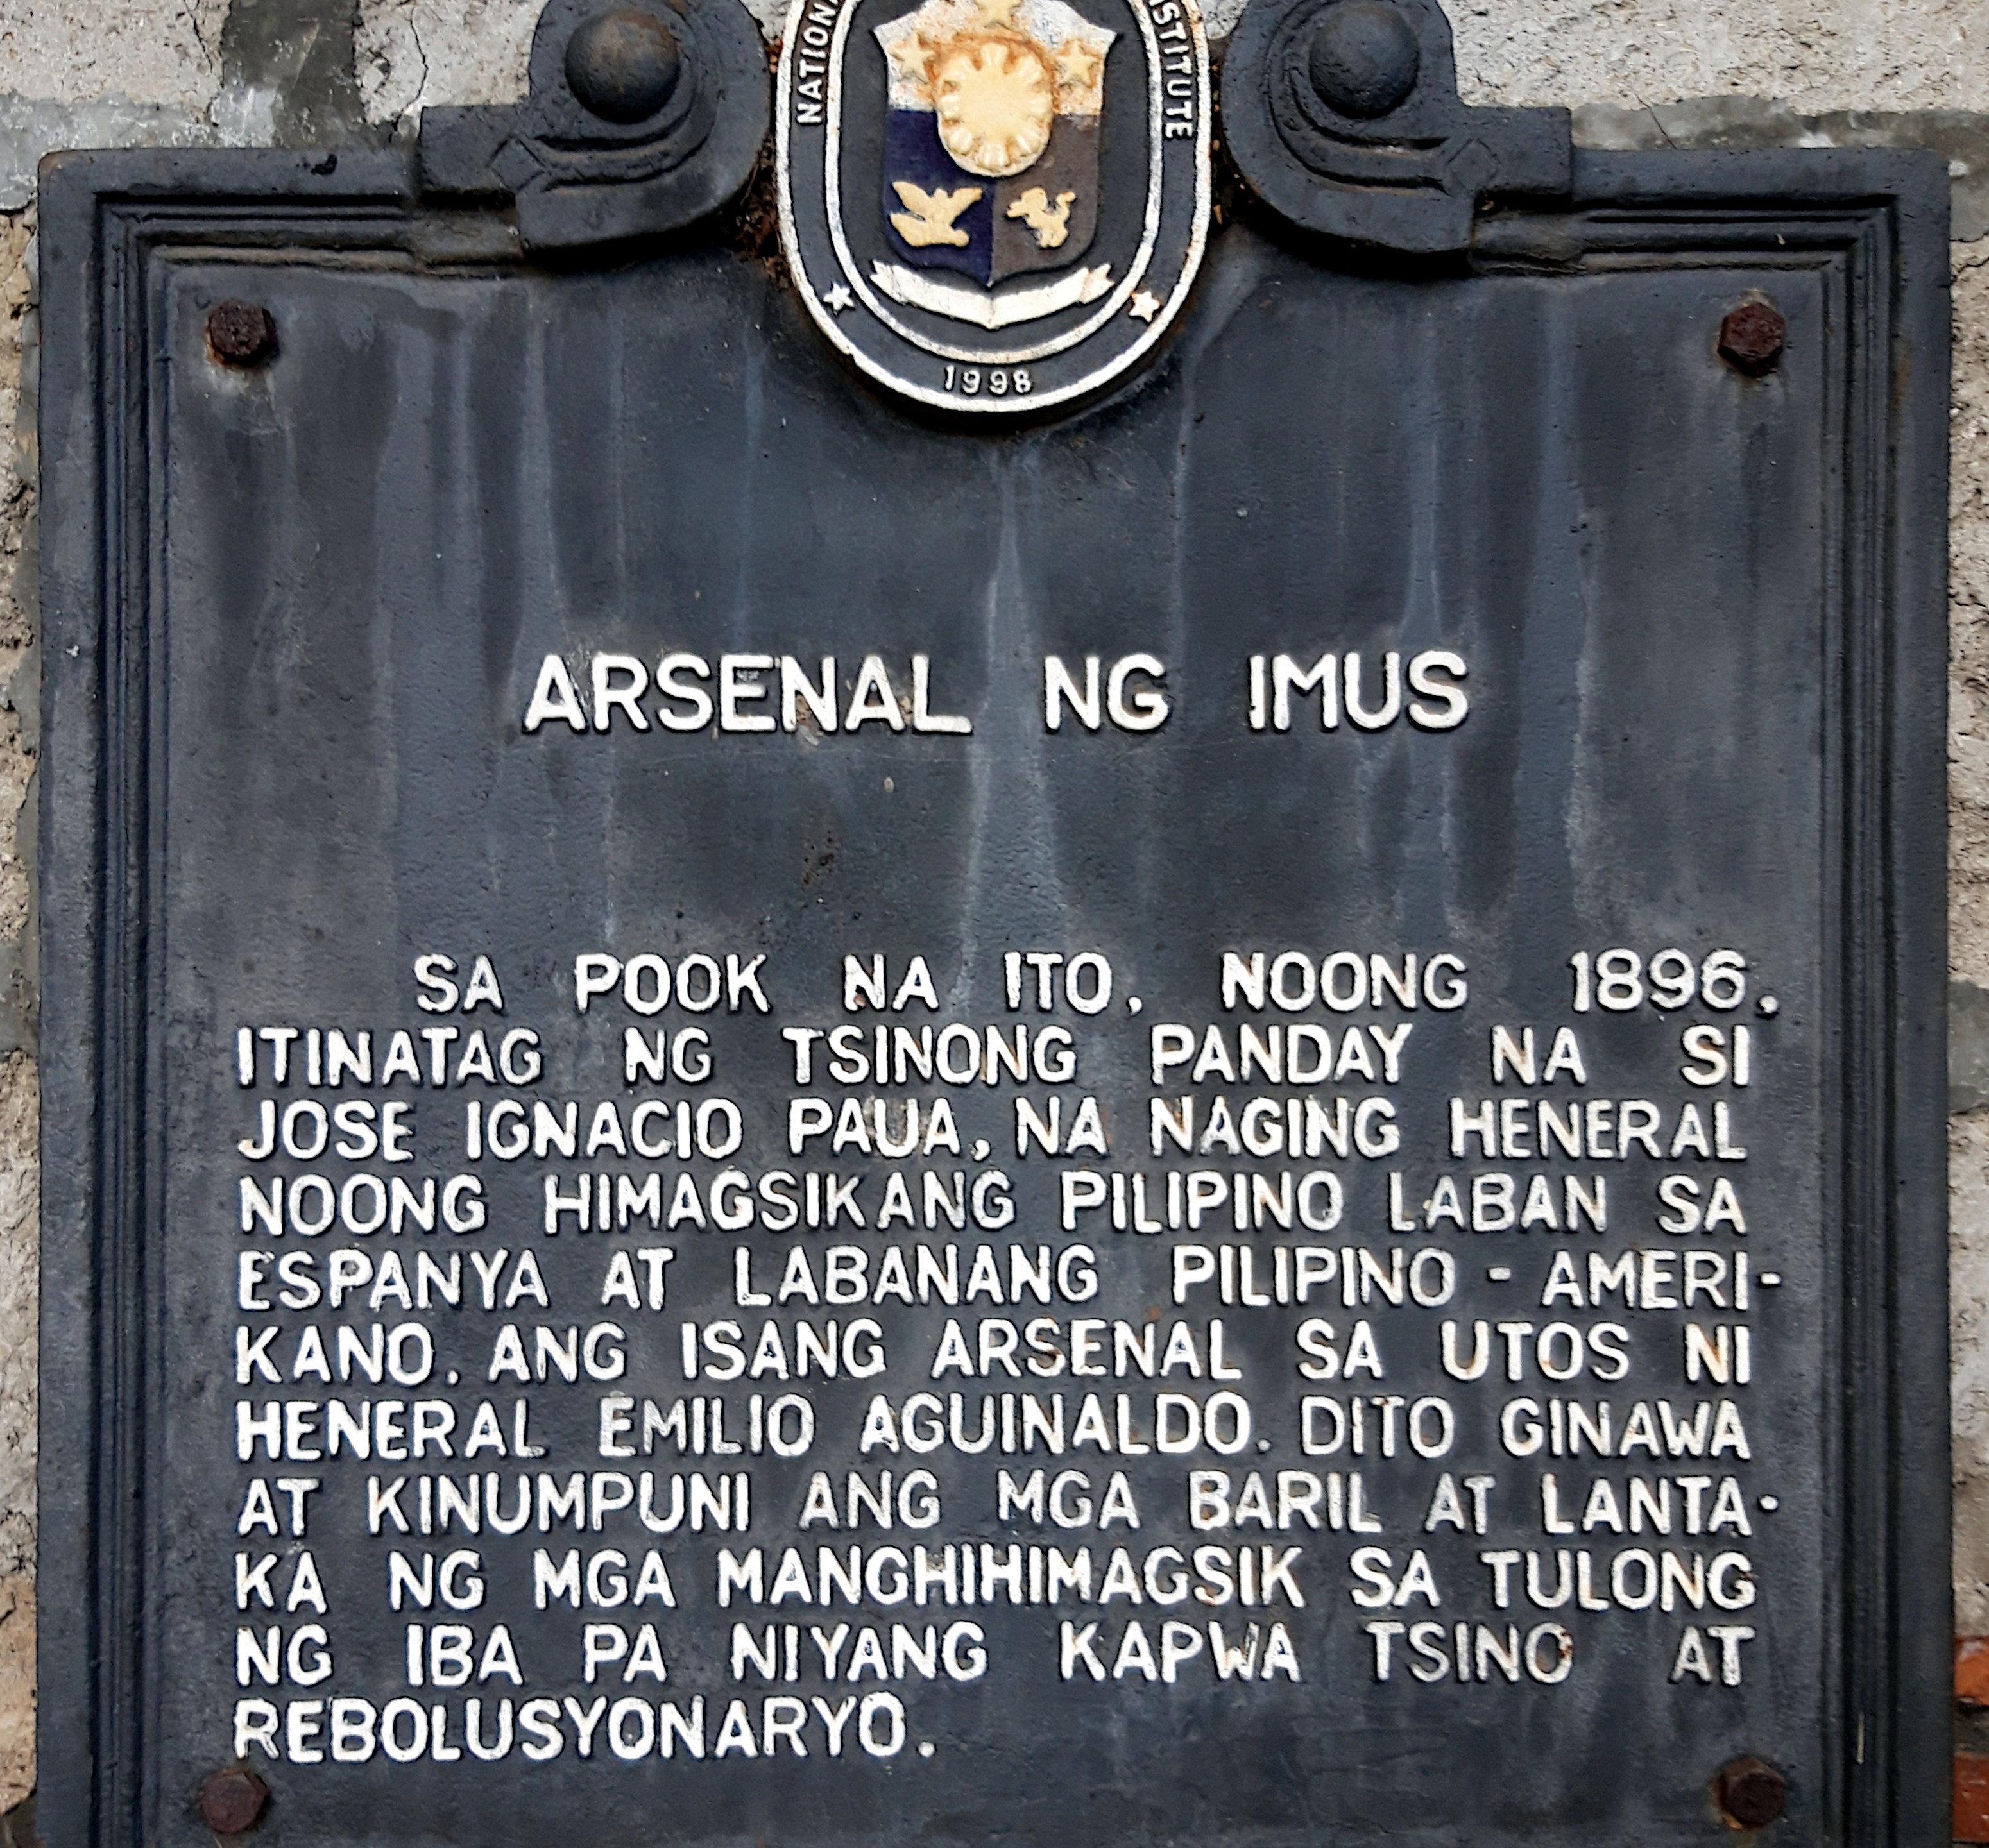 NATIONAL
INSTITUTE
1998
ARSENAL NG IMUS
SA POOK NA ITO, NOONG 1896,
ITINATAG NG TSINONG PANDAY NA SI
JOSE IGNACIO PAUA, NA NAGING HENERAL
NOONG HIMAGSIKANG PILIPINO LABAN SA
ESPANYA AT LABANANG PILIPINO - AMERI-
KANO, ANG ISANG ARSENAL SA UTOS NI
HENERAL EMILIO AGUINALDO. DITO GINAWA
AT KINUMPUNI ANG MGA BARIL AT LANTA-
KA NG MGA MANGHIHIMAGSIK SA TULONG
NG IBA PA NIYANG KAPWA TSINO AT
REBOLUSYONARYO.